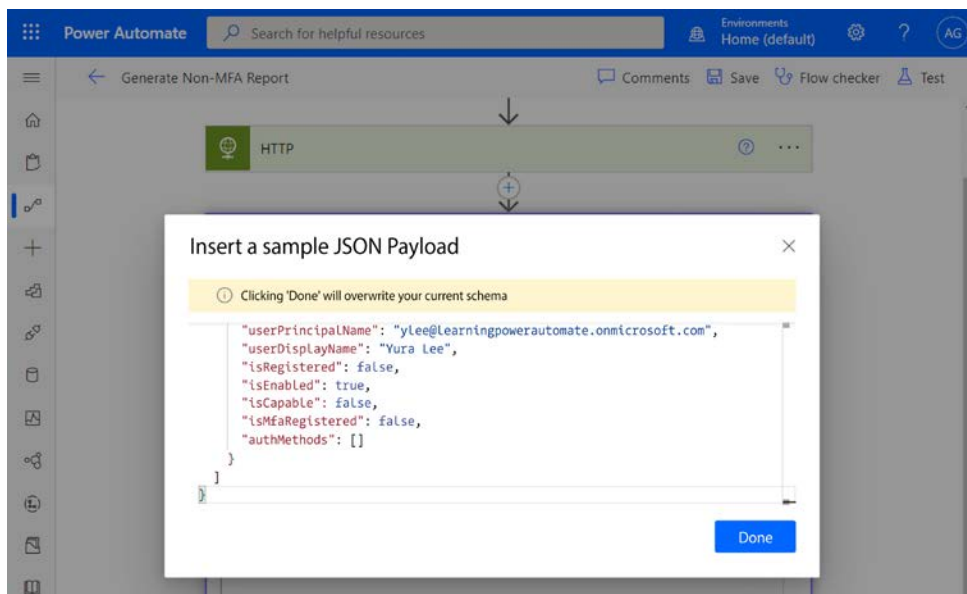 Power Automate
Search for helpful resources
Environments
Home (default)
?
AG
Generate Non-MFA Report
Comments
Save
Flow checker
Test
HTTP
?
...
Insert a sample JSON Payload
Clicking 'Done' will overwrite your current schema
"userPrincipalName": "ylee@learningpowerautomate.onmicrosoft.com",
"userDisplayName": "Yura Lee",
"isRegistered": false,
"isEnabled": true,
"isCapable": false,
"isMfaRegistered": false,
"authMethods": []
}
]
}
Done